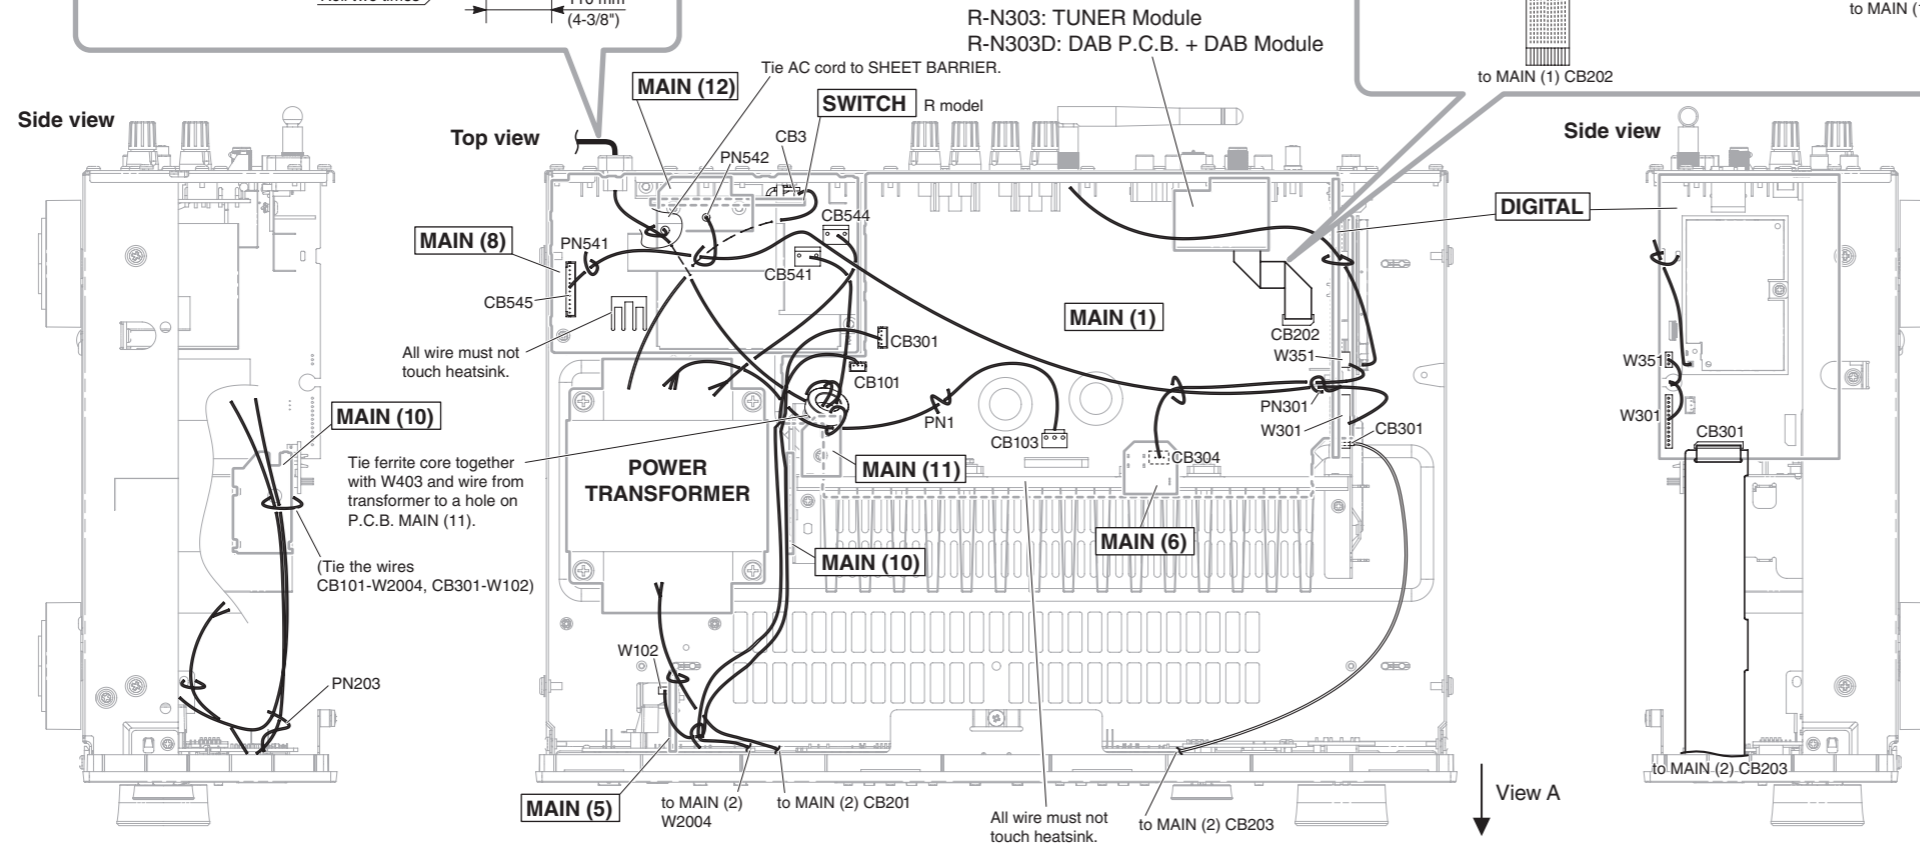 110 mm
(4-3/8")
R-N303: TUNER Module
R-N303D: DAB P.C.B. + DAB Module
to MAIN (1) CB202
Side view
Top view
MAIN (12)
Tie AC cord to SHEET BARRIER.
SWITCH R model
CB3
PN542
CB544
MAIN (8)
PN541
CB541
CB545
All wire must not
touch heatsink.
CB301
CB101
MAIN (1)
CB202
W351
PN301
W301
CB301
PN1
CB103
CB304
MAIN (10)
Tie ferrite core together
with W403 and wire from
transformer to a hole on
P.C.B. MAIN (11).
POWER
TRANSFORMER
MAIN (11)
MAIN (6)
MAIN (10)
(Tie the wires
CB101-W2004, CB301-W102)
W102
PN203
MAIN (5)
to MAIN (2)
W2004
to MAIN (2) CB201
All wire must not
touch heatsink.
to MAIN (2) CB203
View A
Side view
DIGITAL
W351
W301
CB301
to MAIN (2) CB203